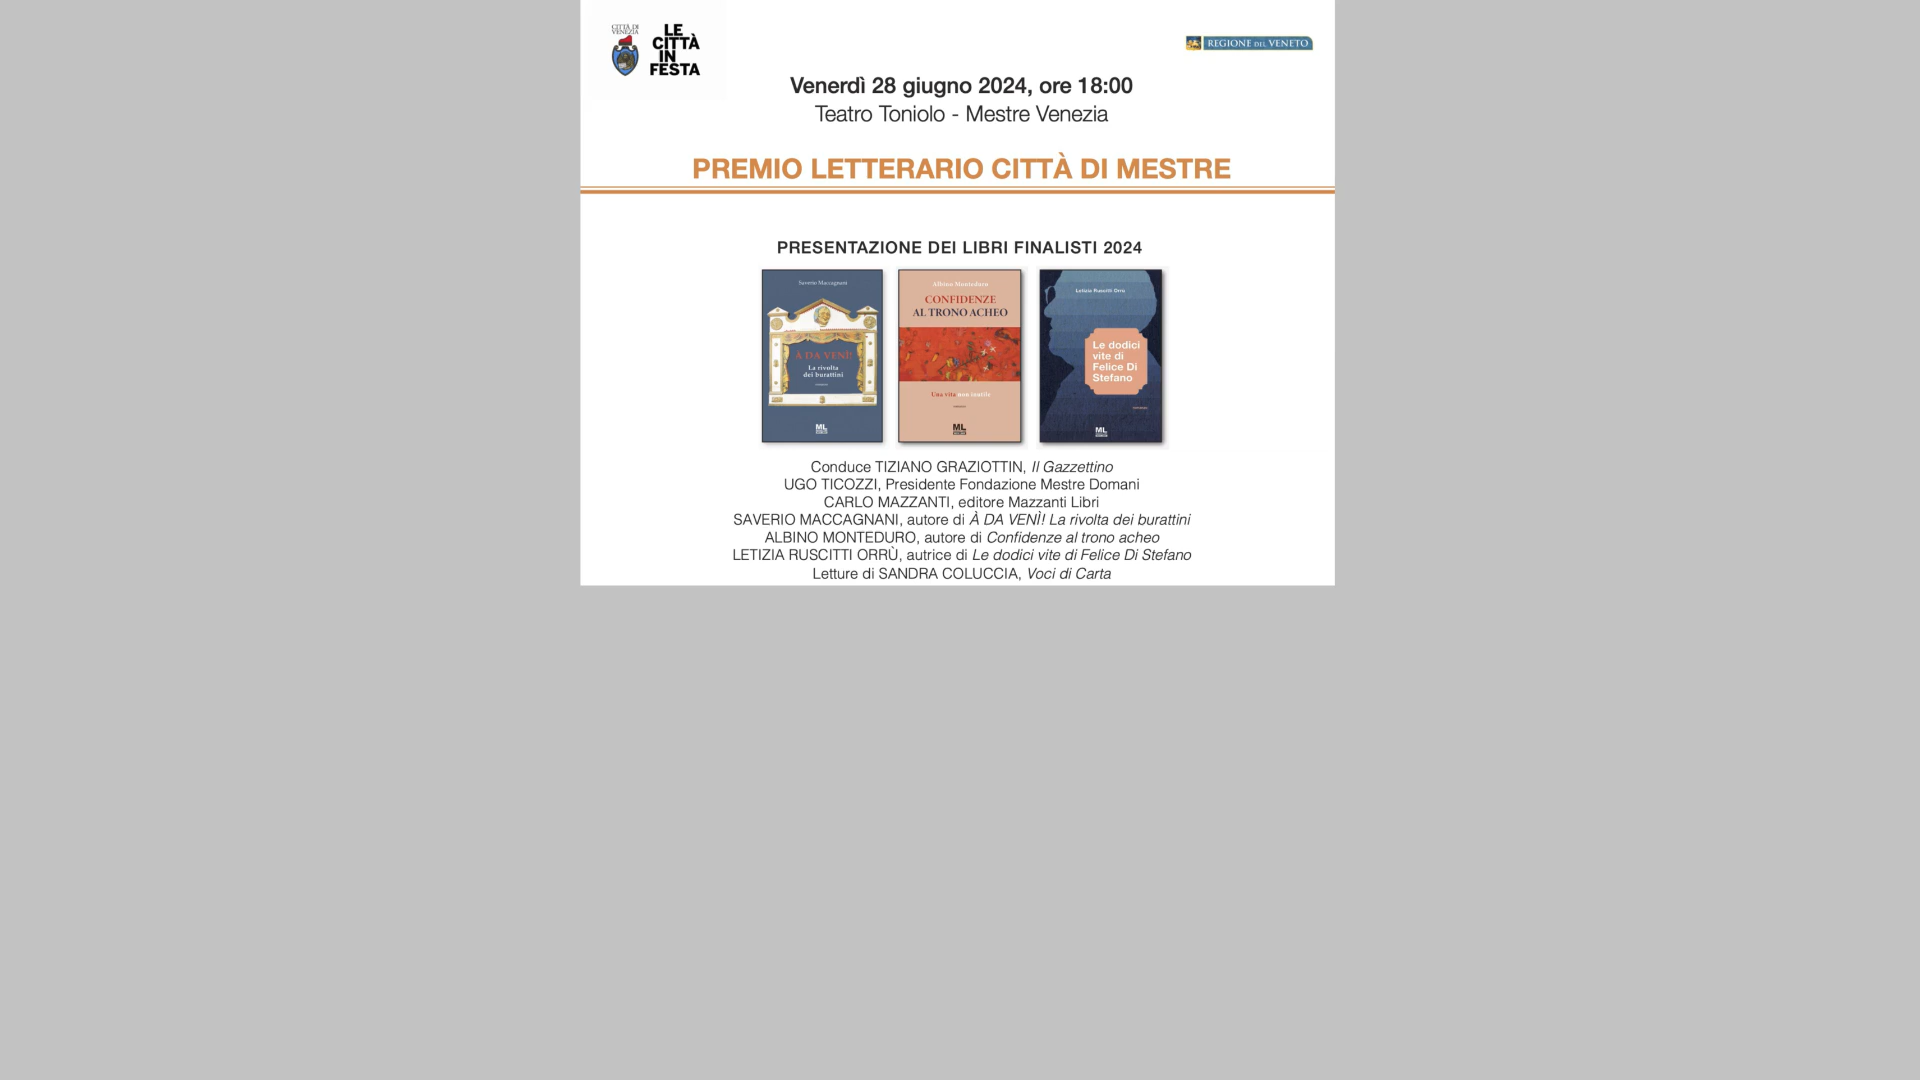 CITTÀ DI
VENEZIA
LE
CITTÀ
IN
FESTA
REGIONE DEL VENETO
Venerdì 28 giugno 2024, ore 18:00
Teatro Toniolo - Mestre Venezia
PREMIO LETTERARIO CITTÀ DI MESTRE
PRESENTAZIONE DEI LIBRI FINALISTI 2024
Saverio Maccagnani
À DA VENÌ!
La rivolta
dei burattini
ML
Albino Monteduro
CONFIDENZE
AL TRONO ACHEO
Una vita non inutile
ML
Letizia Ruscitti Orrù
Le dodici
vite di
Felice Di
Stefano
ML
Conduce TIZIANO GRAZIOTTIN, Il Gazzettino
UGO TICOZZI, Presidente Fondazione Mestre Domani
CARLO MAZZANTI, editore Mazzanti Libri
SAVERIO MACCAGNANI, autore di À DA VENÌ! La rivolta dei burattini
ALBINO MONTEDURO, autore di Confidenze al trono acheo
LETIZIA RUSCITTI ORRÙ, autrice di Le dodici vite di Felice Di Stefano
Letture di SANDRA COLUCCIA, Voci di Carta